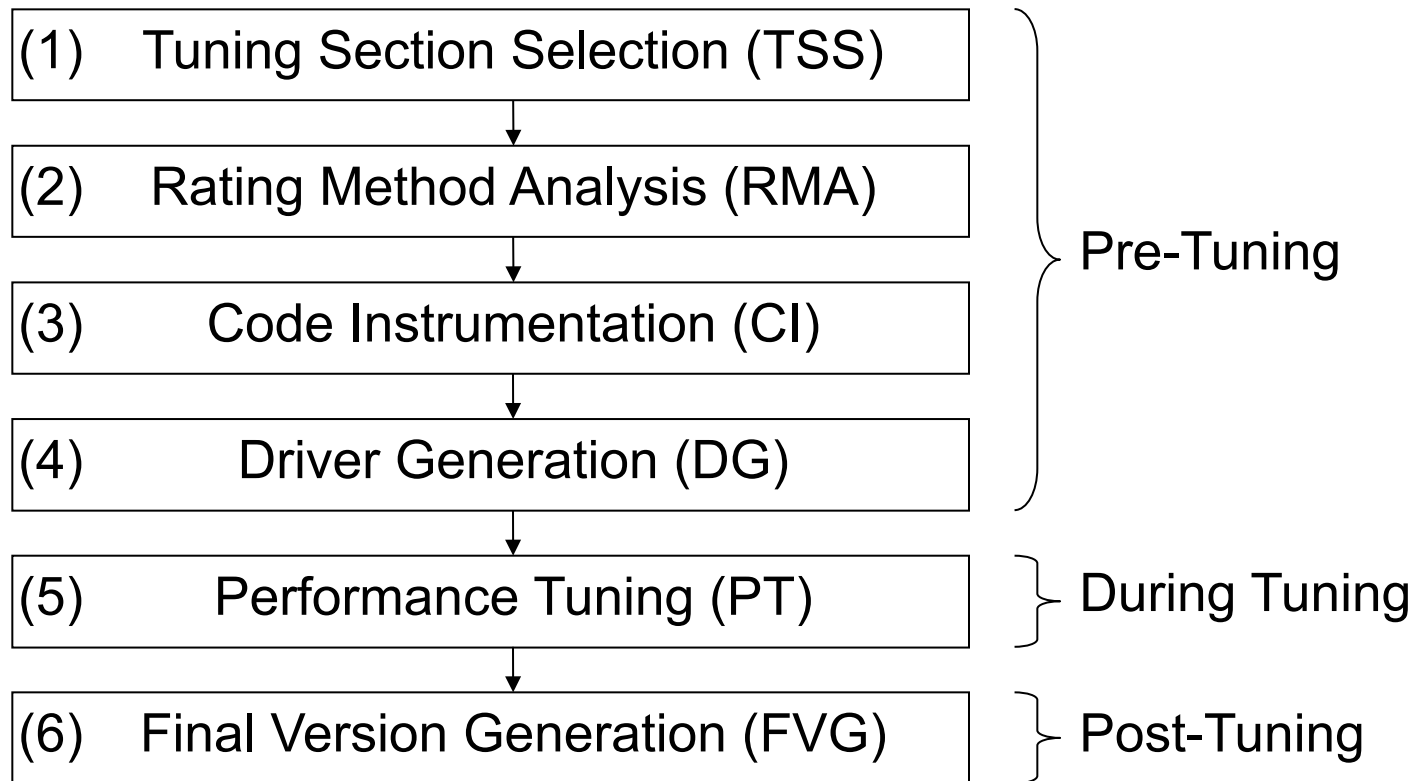 (1) Tuning Section Selection (TSS)
(2) Rating Method Analysis (RMA)
(3) Code Instrumentation (CI)
(4) Driver Generation (DG)
Pre-Tuning
(5) Performance Tuning (PT)
During Tuning
(6) Final Version Generation (FVG)
Post-Tuning